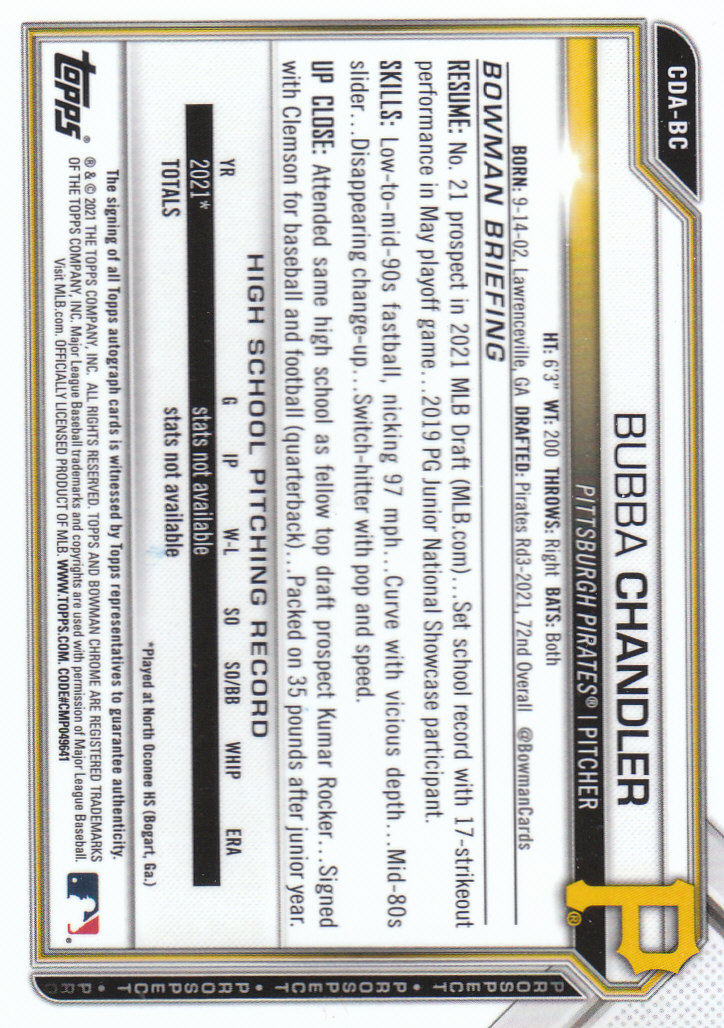 CDA-BC
BUBBA CHANDLER
PITTSBURGH PIRATES® | PITCHER
HT: 6'3" WT: 200 THROWS: Right BATS: Both
BORN: 9-14-02, Lawrenceville, GA DRAFTED: Pirates Rd3-2021, 72nd Overall @BowmanCards
BOWMAN BRIEFING
RESUME: No. 21 prospect in 2021 MLB Draft (MLB.com)...Set school record with 17-strikeout
performance in May playoff game...2019 PG Junior National Showcase participant.
SKILLS: Low-to-mid-90s fastball, nicking 97 mph...Curve with vicious depth...Mid-80s
slider...Disappearing change-up...Switch-hitter with pop and speed.
UP CLOSE: Attended same high school as fellow top draft prospect Kumar Rocker...Signed
with Clemson for baseball and football (quarterback)...Packed on 35 pounds after junior year.
HIGH SCHOOL PITCHING RECORD
YR G IP W-L SO SO/BB WHIP ERA
2021* stats not available
TOTALS stats not available
*Played at North Oconee HS (Bogart, Ga.)
The signing of all Topps autograph cards is witnessed by Topps representatives to guarantee authenticity.
® & © 2021 THE TOPPS COMPANY, INC. ALL RIGHTS RESERVED. TOPPS AND BOWMAN CHROME ARE REGISTERED TRADEMARKS
OF THE TOPPS COMPANY, INC. Major League Baseball trademarks and copyrights are used with permission of Major League Baseball.
Visit MLB.com. OFFICIALLY LICENSED PRODUCT OF MLB. WWW.TOPPS.COM. CODE#CMP049641
topps®
P®
PROSPECT • PROSPECT • PROSPECT • PROSPECT • PRO